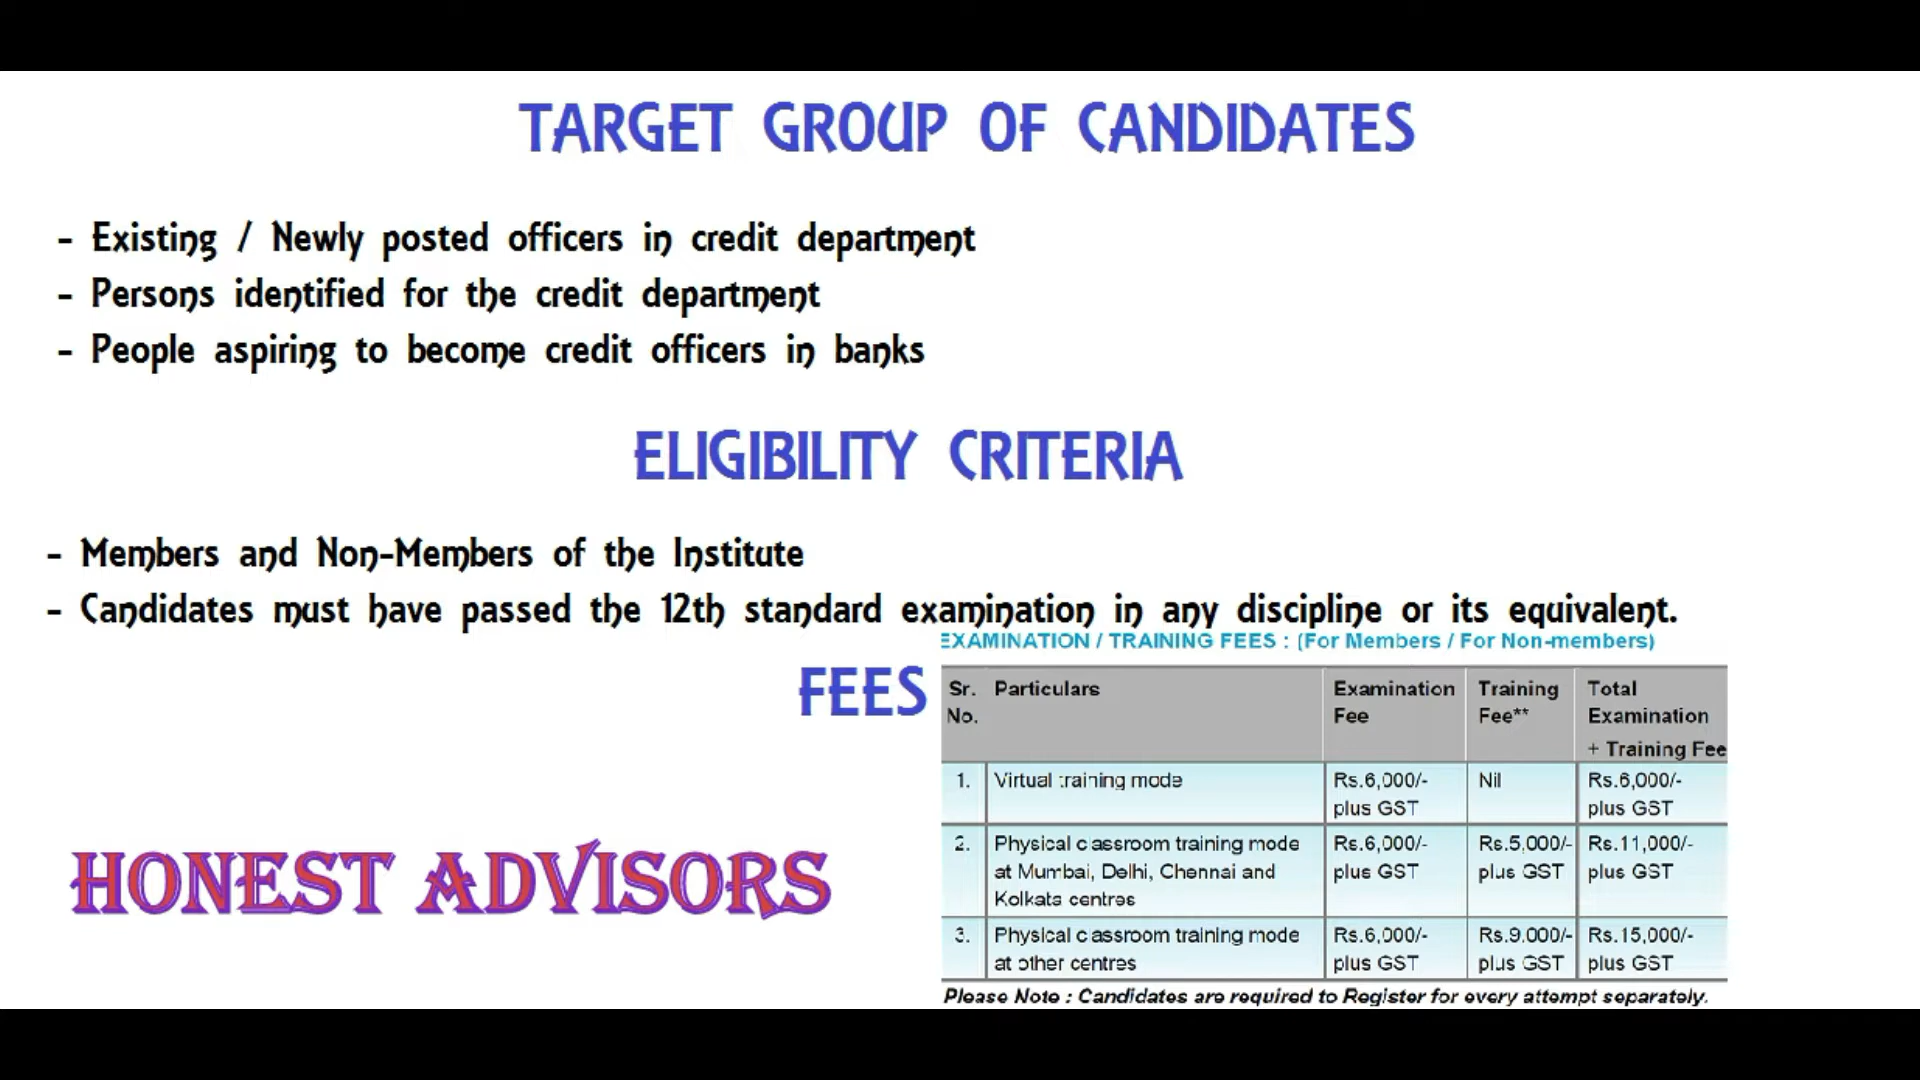 TARGET GROUP OF CANDIDATES
- Existing / Newly posted officers in credit department
- Persons identified for the credit department
- People aspiring to become credit officers in banks
ELIGIBILITY CRITERIA
- Members and Non-Members of the Institute
- Candidates must have passed the 12th standard examination in any discipline or its equivalent.
FEES
EXAMINATION / TRAINING FEES : (For Members / For Non-members)
Sr. No. Particulars Examination Fee Training Fee** Total Examination + Training Fee
1. Virtual training mode Rs.6,000/- plus GST Nil Rs.6,000/- plus GST
2. Physical classroom training mode at Mumbai, Delhi, Chennai and Kolkata centres Rs.6,000/- plus GST Rs.5,000/- plus GST Rs.11,000/- plus GST
3. Physical classroom training mode at other centres Rs.6,000/- plus GST Rs.9,000/- plus GST Rs.15,000/- plus GST
Please Note : Candidates are required to Register for every attempt separately.
HONEST ADVISORS